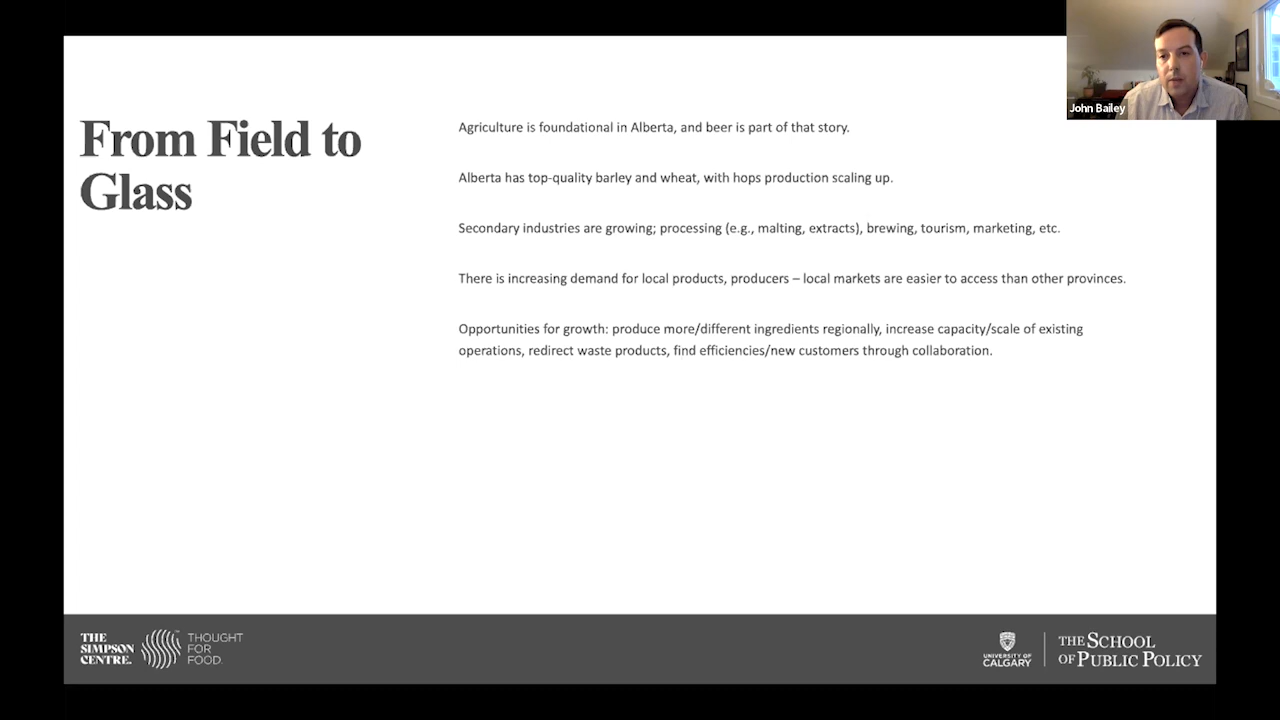 John Bailey
From Field to
Glass
Agriculture is foundational in Alberta, and beer is part of that story.
Alberta has top-quality barley and wheat, with hops production scaling up.
Secondary industries are growing; processing (e.g., malting, extracts), brewing, tourism, marketing, etc.
There is increasing demand for local products, producers – local markets are easier to access than other provinces.
Opportunities for growth: produce more/different ingredients regionally, increase capacity/scale of existing
operations, redirect waste products, find efficiencies/new customers through collaboration.
THE
SIMPSON
CENTRE.
THOUGHT
FOR
FOOD
UNIVERSITY OF
CALGARY
THE SCHOOL
OF PUBLIC POLICY